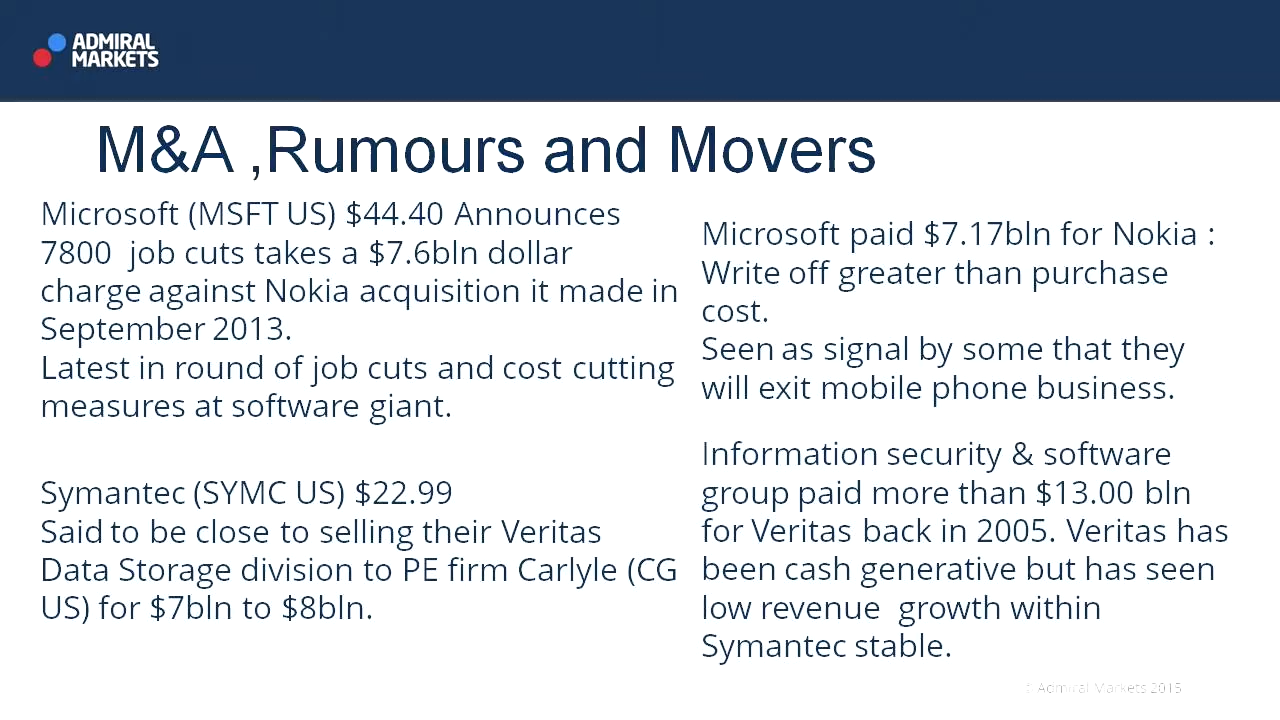 ADMIRAL
MARKETS
M&A ,Rumours and Movers
Microsoft (MSFT US) $44.40 Announces
7800  job cuts takes a $7.6bln dollar
charge against Nokia acquisition it made in
September 2013.
Latest in round of job cuts and cost cutting
measures at software giant.
Symantec (SYMC US) $22.99
Said to be close to selling their Veritas
Data Storage division to PE firm Carlyle (CG
US) for $7bln to $8bln.
Microsoft paid $7.17bln for Nokia :
Write off greater than purchase
cost.
Seen as signal by some that they
will exit mobile phone business.
Information security & software
group paid more than $13.00 bln
for Veritas back in 2005. Veritas has
been cash generative but has seen
low revenue  growth within
Symantec stable.
Admiral Markets 2015